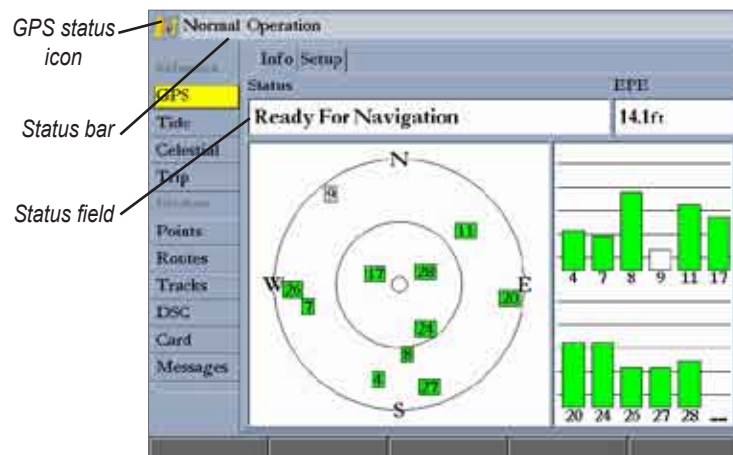 GPS status
icon
Status bar
Status field
Normal Operation
Info Setup
GPS
Tide
Celestial
Trip
Points
Routes
Tracks
DSC
Card
Messages
Status
EPE
Ready For Navigation
14.1ft
N
9
11
17
28
W
26
E
20
7
24
8
4
27
S
4 7 8 9 11 17
20 24 26 27 28 __